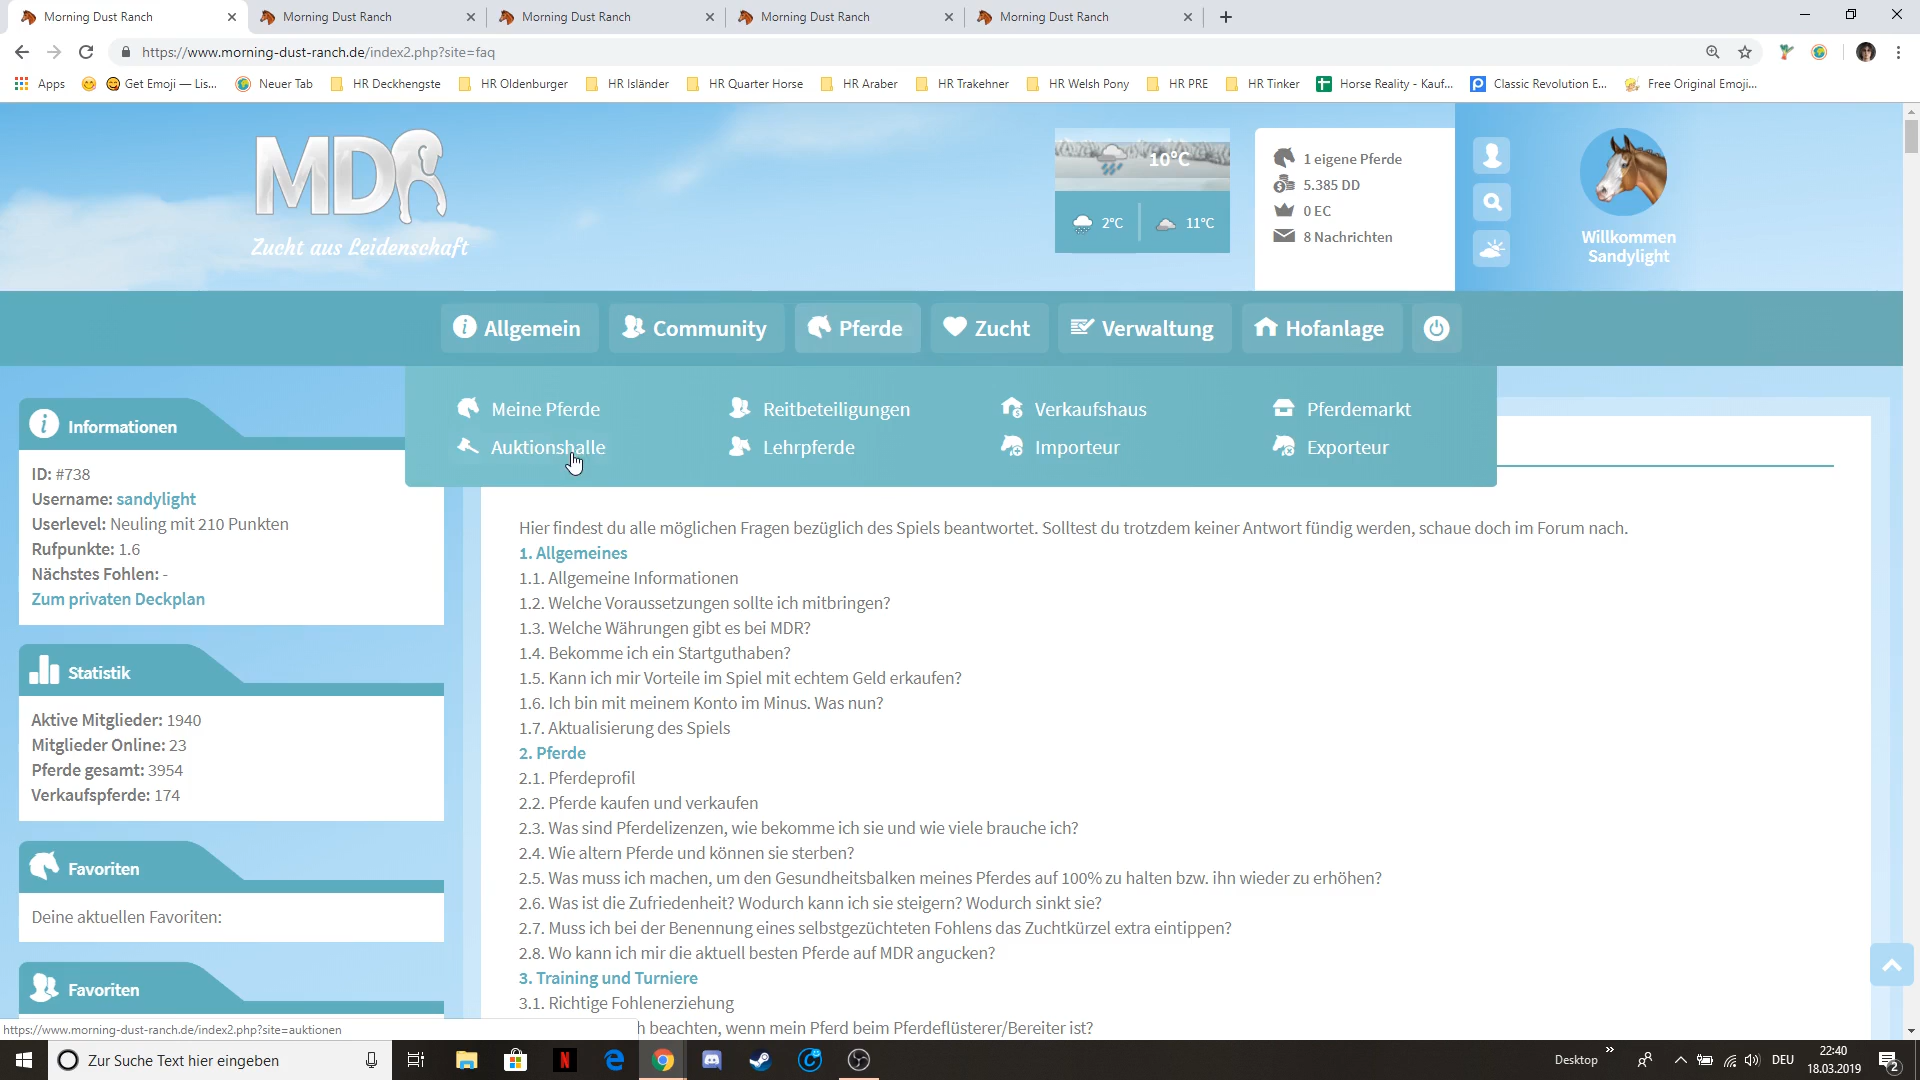 Morning Dust Ranch
Morning Dust Ranch
Morning Dust Ranch
Morning Dust Ranch
Morning Dust Ranch
https://www.morning-dust-ranch.de/index2.php?site=faq
Apps
Get Emoji — Lis...
Neuer Tab
HR Deckhengste
HR Oldenburger
HR Isländer
HR Quarter Horse
HR Araber
HR Trakehner
HR Welsh Pony
HR PRE
HR Tinker
Horse Reality - Kauf...
Classic Revolution E...
Free Original Emoji...
MDR
Zucht aus Leidenschaft
10°C
2°C
11°C
1 eigene Pferde
5.385 DD
0 EC
8 Nachrichten
Willkommen
Sandylight
Allgemein
Community
Pferde
Zucht
Verwaltung
Hofanlage
Meine Pferde
Reitbeteiligungen
Verkaufshaus
Pferdemarkt
Auktionshalle
Lehrpferde
Importeur
Exporteur
Informationen
ID: #738
Username: sandylight
Userlevel: Neuling mit 210 Punkten
Rufpunkte: 1.6
Nächstes Fohlen: -
Zum privaten Deckplan
Statistik
Aktive Mitglieder: 1940
Mitglieder Online: 23
Pferde gesamt: 3954
Verkaufspferde: 174
Favoriten
Deine aktuellen Favoriten:
Favoriten
Hier findest du alle möglichen Fragen bezüglich des Spiels beantwortet. Solltest du trotzdem keiner Antwort fündig werden, schaue doch im Forum nach.
1. Allgemeines
1.1. Allgemeine Informationen
1.2. Welche Voraussetzungen sollte ich mitbringen?
1.3. Welche Währungen gibt es bei MDR?
1.4. Bekomme ich ein Startguthaben?
1.5. Kann ich mir Vorteile im Spiel mit echtem Geld erkaufen?
1.6. Ich bin mit meinem Konto im Minus. Was nun?
1.7. Aktualisierung des Spiels
2. Pferde
2.1. Pferdeprofil
2.2. Pferde kaufen und verkaufen
2.3. Was sind Pferdelizenzen, wie bekomme ich sie und wie viele brauche ich?
2.4. Wie altern Pferde und können sie sterben?
2.5. Was muss ich machen, um den Gesundheitsbalken meines Pferdes auf 100% zu halten bzw. ihn wieder zu erhöhen?
2.6. Was ist die Zufriedenheit? Wodurch kann ich sie steigern? Wodurch sinkt sie?
2.7. Muss ich bei der Benennung eines selbstgezüchteten Fohlens das Zuchtkürzel extra eintippen?
2.8. Wo kann ich mir die aktuell besten Pferde auf MDR angucken?
3. Training und Turniere
3.1. Richtige Fohlenerziehung
h beachten, wenn mein Pferd beim Pferdeflüsterer/Bereiter ist?
https://www.morning-dust-ranch.de/index2.php?site=auktionen
Zur Suche Text hier eingeben
Desktop
DEU
22:40
18.03.2019
2